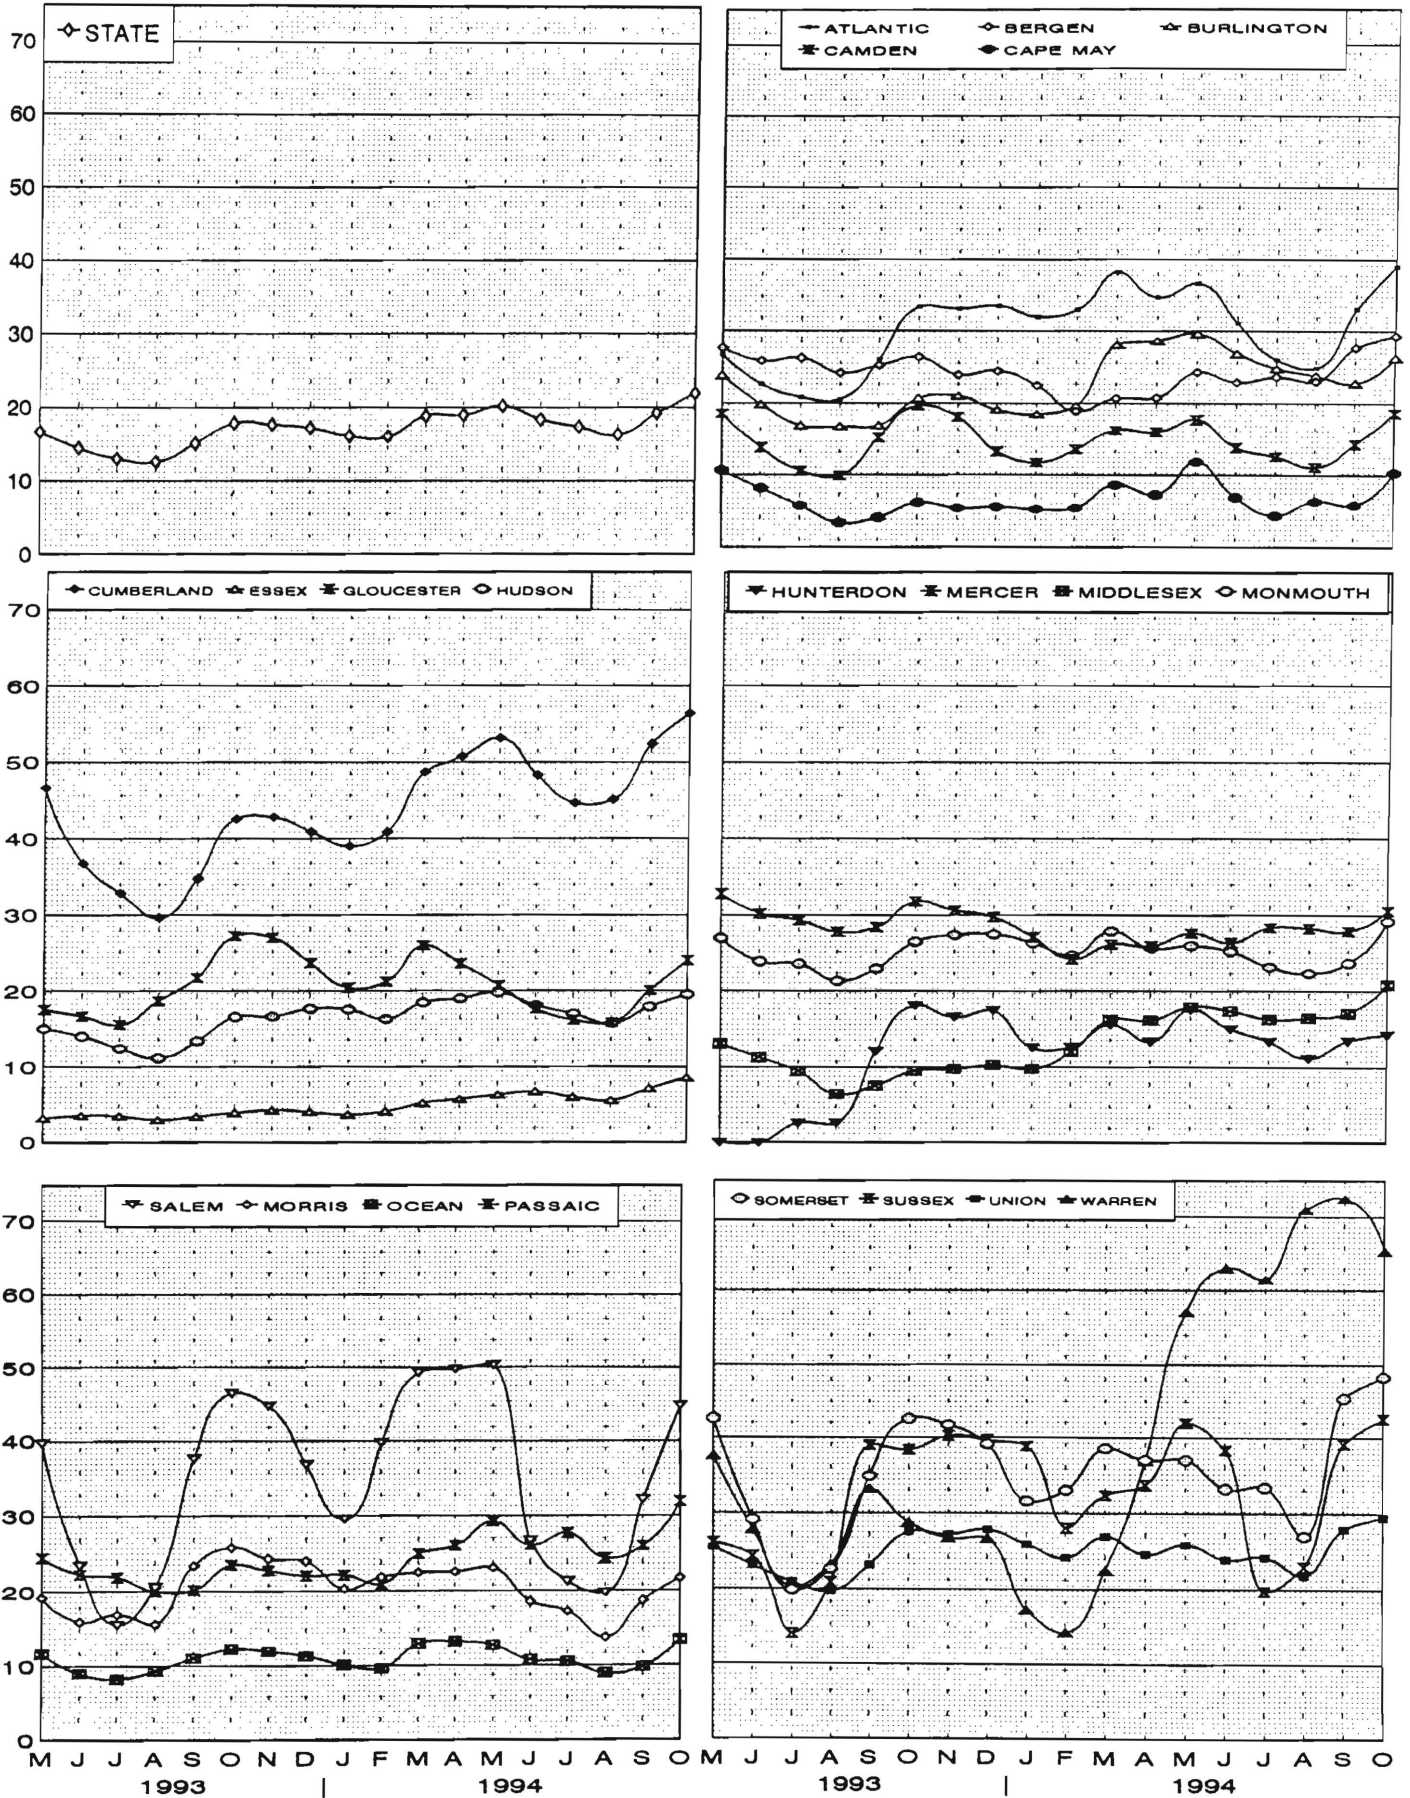 STATE
70
60
50
40
30
20
10
0
ATLANTIC BERGEN BURLINGTON
CAMDEN CAPE MAY
CUMBERLAND ESSEX GLOUCESTER HUDSON
70
60
50
40
30
20
10
0
HUNTERDON MERCER MIDDLESEX MONMOUTH
SALEM MORRIS OCEAN PASSAIC
70
60
50
40
30
20
10
0
M J J A S O N D J F M A M J J A S O
1993 | 1994
SOMERSET SUSSEX UNION WARREN
M J J A S O N D J F M A M J J A S O
1993 | 1994